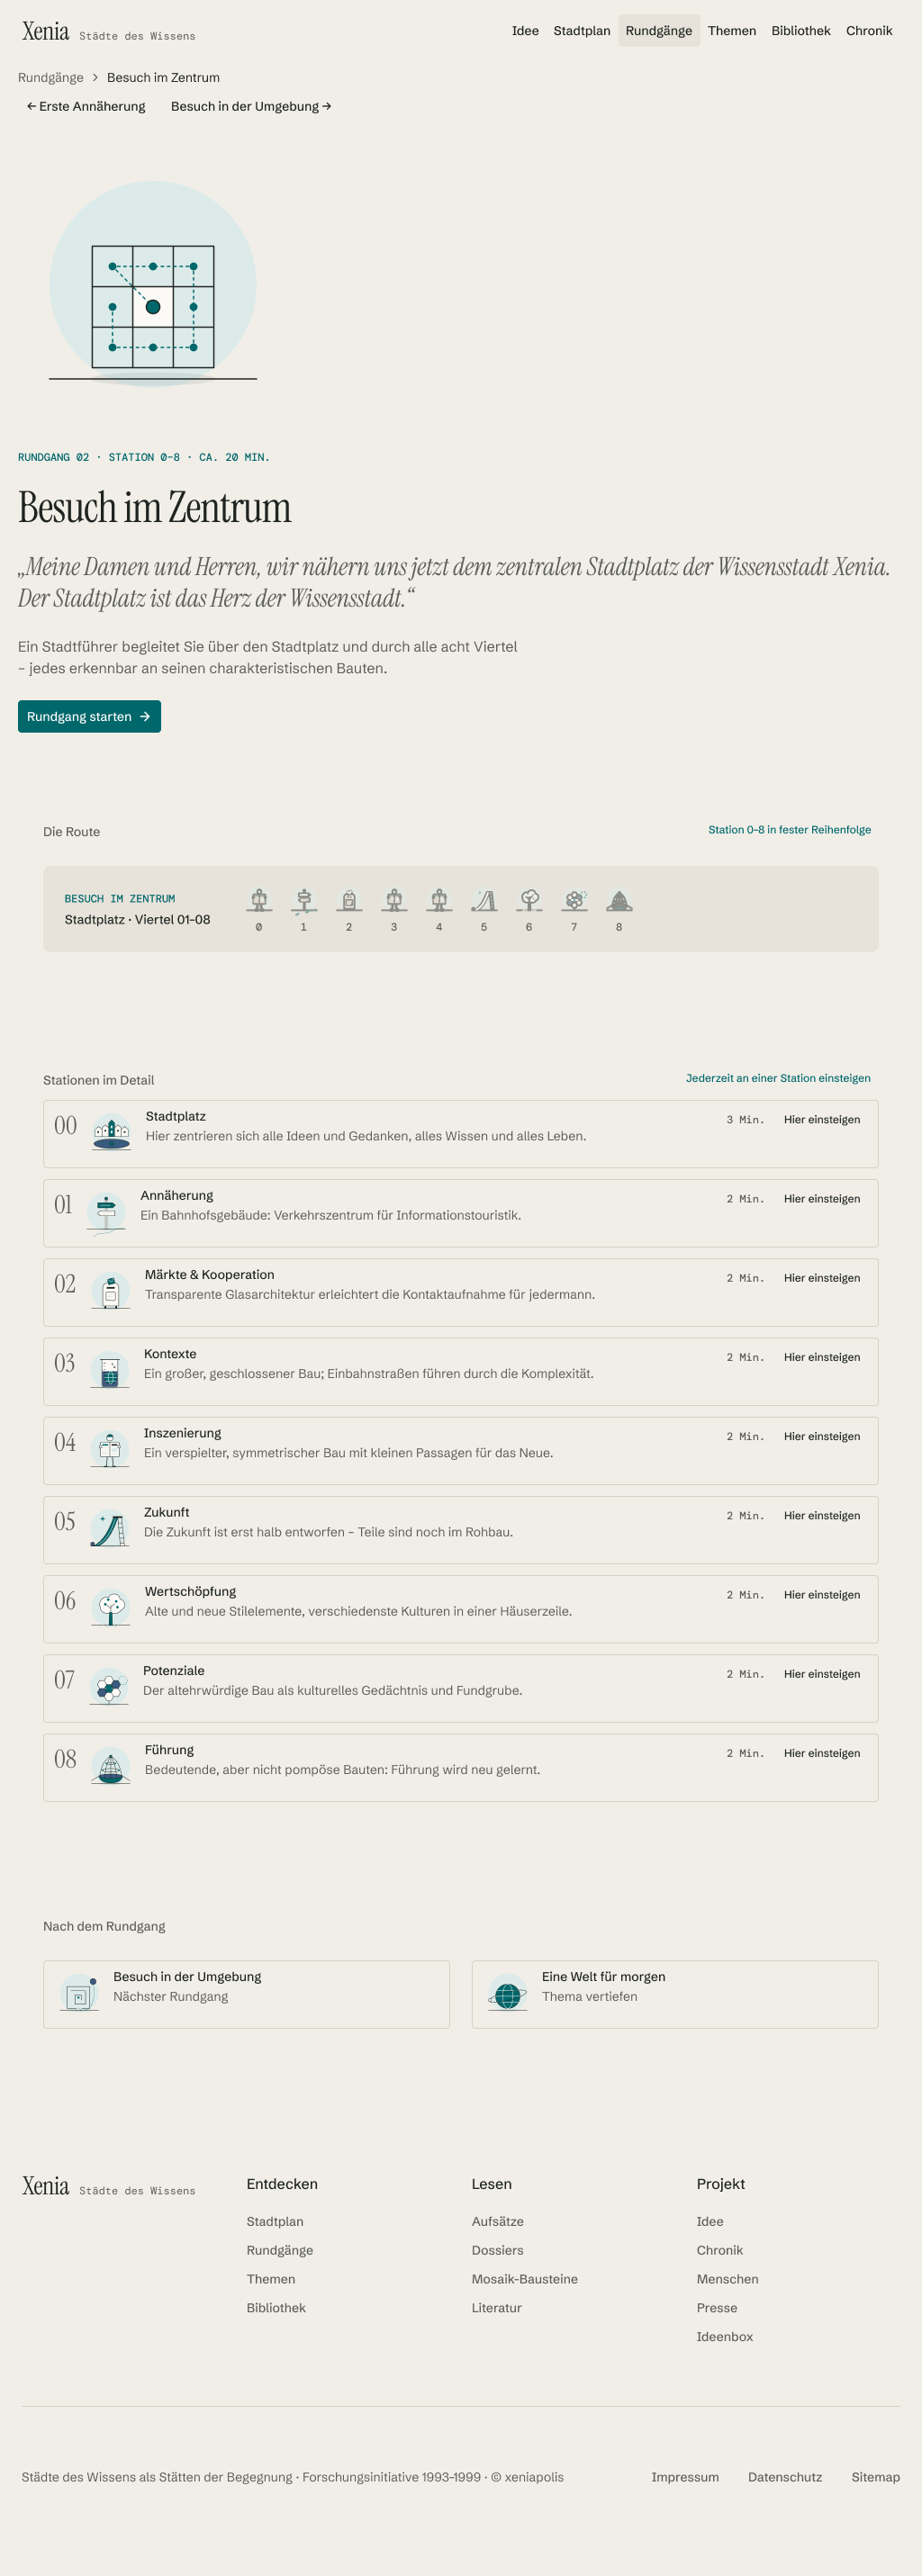 Xenia Städte des Wissens
Idee Stadtplan Rundgänge Themen Bibliothek Chronik
Rundgänge > Besuch im Zentrum
← Erste Annäherung Besuch in der Umgebung →
RUNDGANG 02 · STATION 0–8 · CA. 20 MIN.
Besuch im Zentrum
„Meine Damen und Herren, wir nähern uns jetzt dem zentralen Stadtplatz der Wissensstadt Xenia.
Der Stadtplatz ist das Herz der Wissensstadt.“
Ein Stadtführer begleitet Sie über den Stadtplatz und durch alle acht Viertel
– jedes erkennbar an seinen charakteristischen Bauten.
Rundgang starten →
Die Route
Station 0–8 in fester Reihenfolge
BESUCH IM ZENTRUM
Stadtplatz · Viertel 01–08
0 1 2 3 4 5 6 7 8
Stationen im Detail
Jederzeit an einer Station einsteigen
00
Stadtplatz
Hier zentrieren sich alle Ideen und Gedanken, alles Wissen und alles Leben.
3 Min. Hier einsteigen
01
Annäherung
Ein Bahnhofsgebäude: Verkehrszentrum für Informationstouristik.
2 Min. Hier einsteigen
02
Märkte & Kooperation
Transparente Glasarchitektur erleichtert die Kontaktaufnahme für jedermann.
2 Min. Hier einsteigen
03
Kontexte
Ein großer, geschlossener Bau; Einbahnstraßen führen durch die Komplexität.
2 Min. Hier einsteigen
04
Inszenierung
Ein verspielter, symmetrischer Bau mit kleinen Passagen für das Neue.
2 Min. Hier einsteigen
05
Zukunft
Die Zukunft ist erst halb entworfen – Teile sind noch im Rohbau.
2 Min. Hier einsteigen
06
Wertschöpfung
Alte und neue Stilelemente, verschiedenste Kulturen in einer Häuserzeile.
2 Min. Hier einsteigen
07
Potenziale
Der altehrwürdige Bau als kulturelles Gedächtnis und Fundgrube.
2 Min. Hier einsteigen
08
Führung
Bedeutende, aber nicht pompöse Bauten: Führung wird neu gelernt.
2 Min. Hier einsteigen
Nach dem Rundgang
Besuch in der Umgebung
Nächster Rundgang
Eine Welt für morgen
Thema vertiefen
Xenia Städte des Wissens
Entdecken
Stadtplan
Rundgänge
Themen
Bibliothek
Lesen
Aufsätze
Dossiers
Mosaik-Bausteine
Literatur
Projekt
Idee
Chronik
Menschen
Presse
Ideenbox
Städte des Wissens als Stätten der Begegnung · Forschungsinitiative 1993–1999 · © xeniapolis
Impressum Datenschutz Sitemap